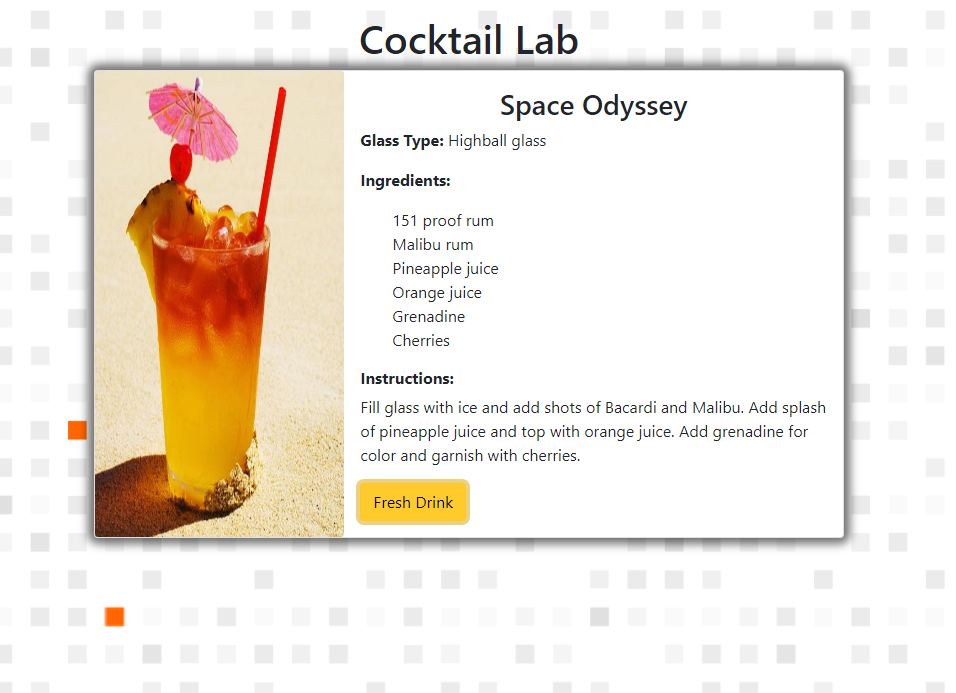 Cocktail Lab
Space Odyssey
Glass Type: Highball glass
Ingredients:
151 proof rum
Malibu rum
Pineapple juice
Orange juice
Grenadine
Cherries
Instructions:
Fill glass with ice and add shots of Bacardi and Malibu. Add splash
of pineapple juice and top with orange juice. Add grenadine for
color and garnish with cherries.
Fresh Drink